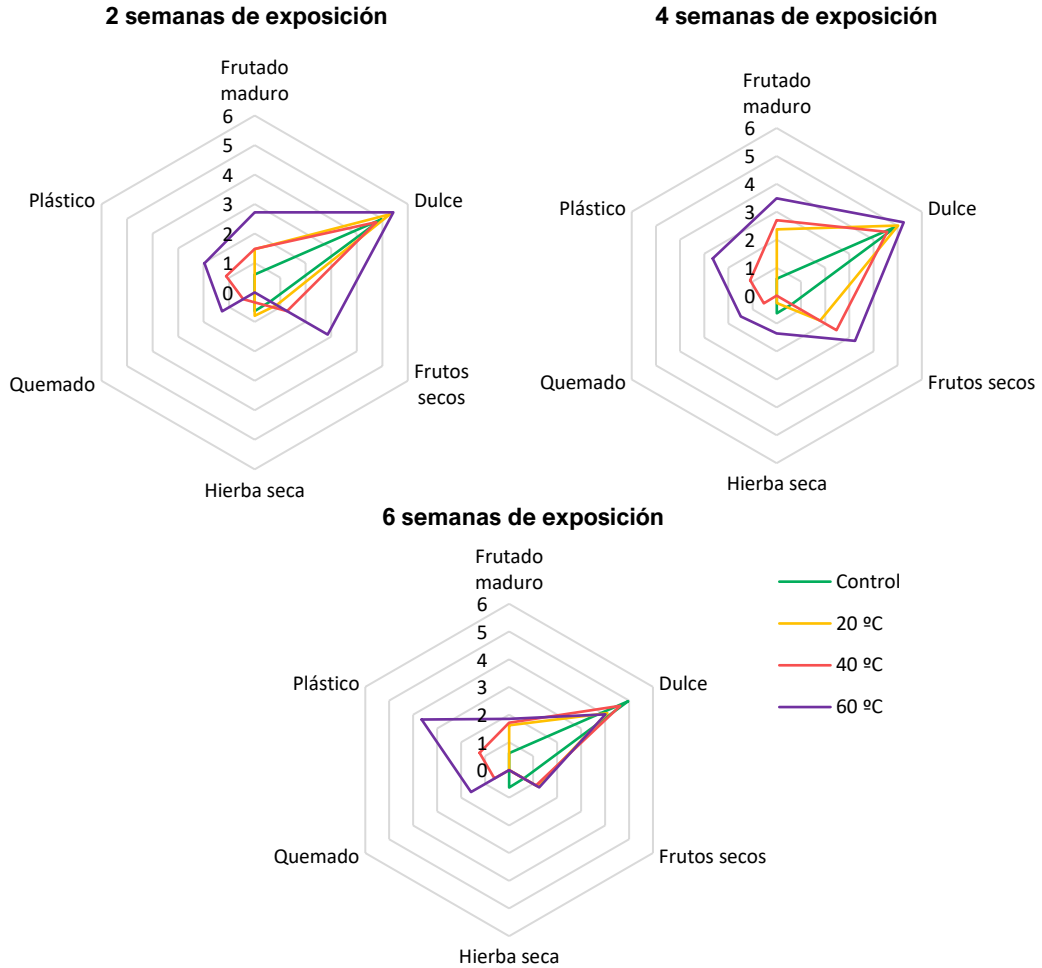 2 semanas de exposición
Frutado
maduro
6
5
4
3
2
1
0
Plástico
Dulce
Quemado
Frutos
secos
Hierba seca
4 semanas de exposición
Frutado
maduro
6
5
4
3
2
1
0
Plástico
Dulce
Quemado
Frutos secos
Hierba seca
6 semanas de exposición
Frutado
maduro
6
5
4
3
2
1
0
Plástico
Dulce
Quemado
Frutos secos
Hierba seca
Control
20 ºC
40 ºC
60 ºC